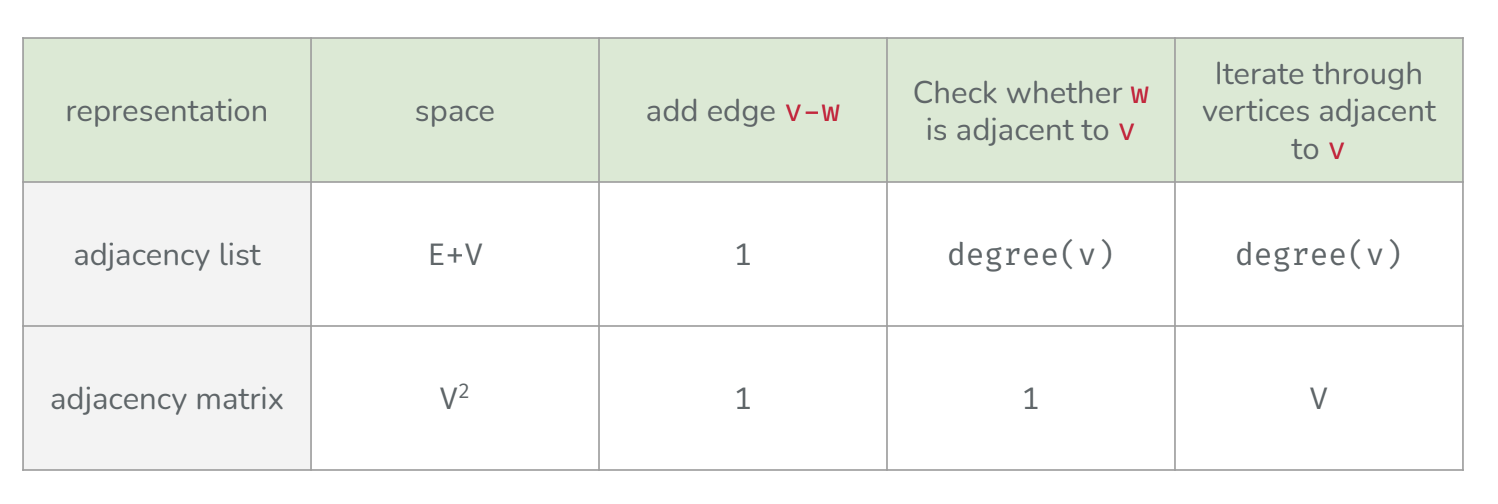 representation
space
add edge v-w
Check whether w
is adjacent to v
Iterate through
vertices adjacent
to v
adjacency list
E+V
1
degree(v)
degree(v)
adjacency matrix
V²
1
1
V